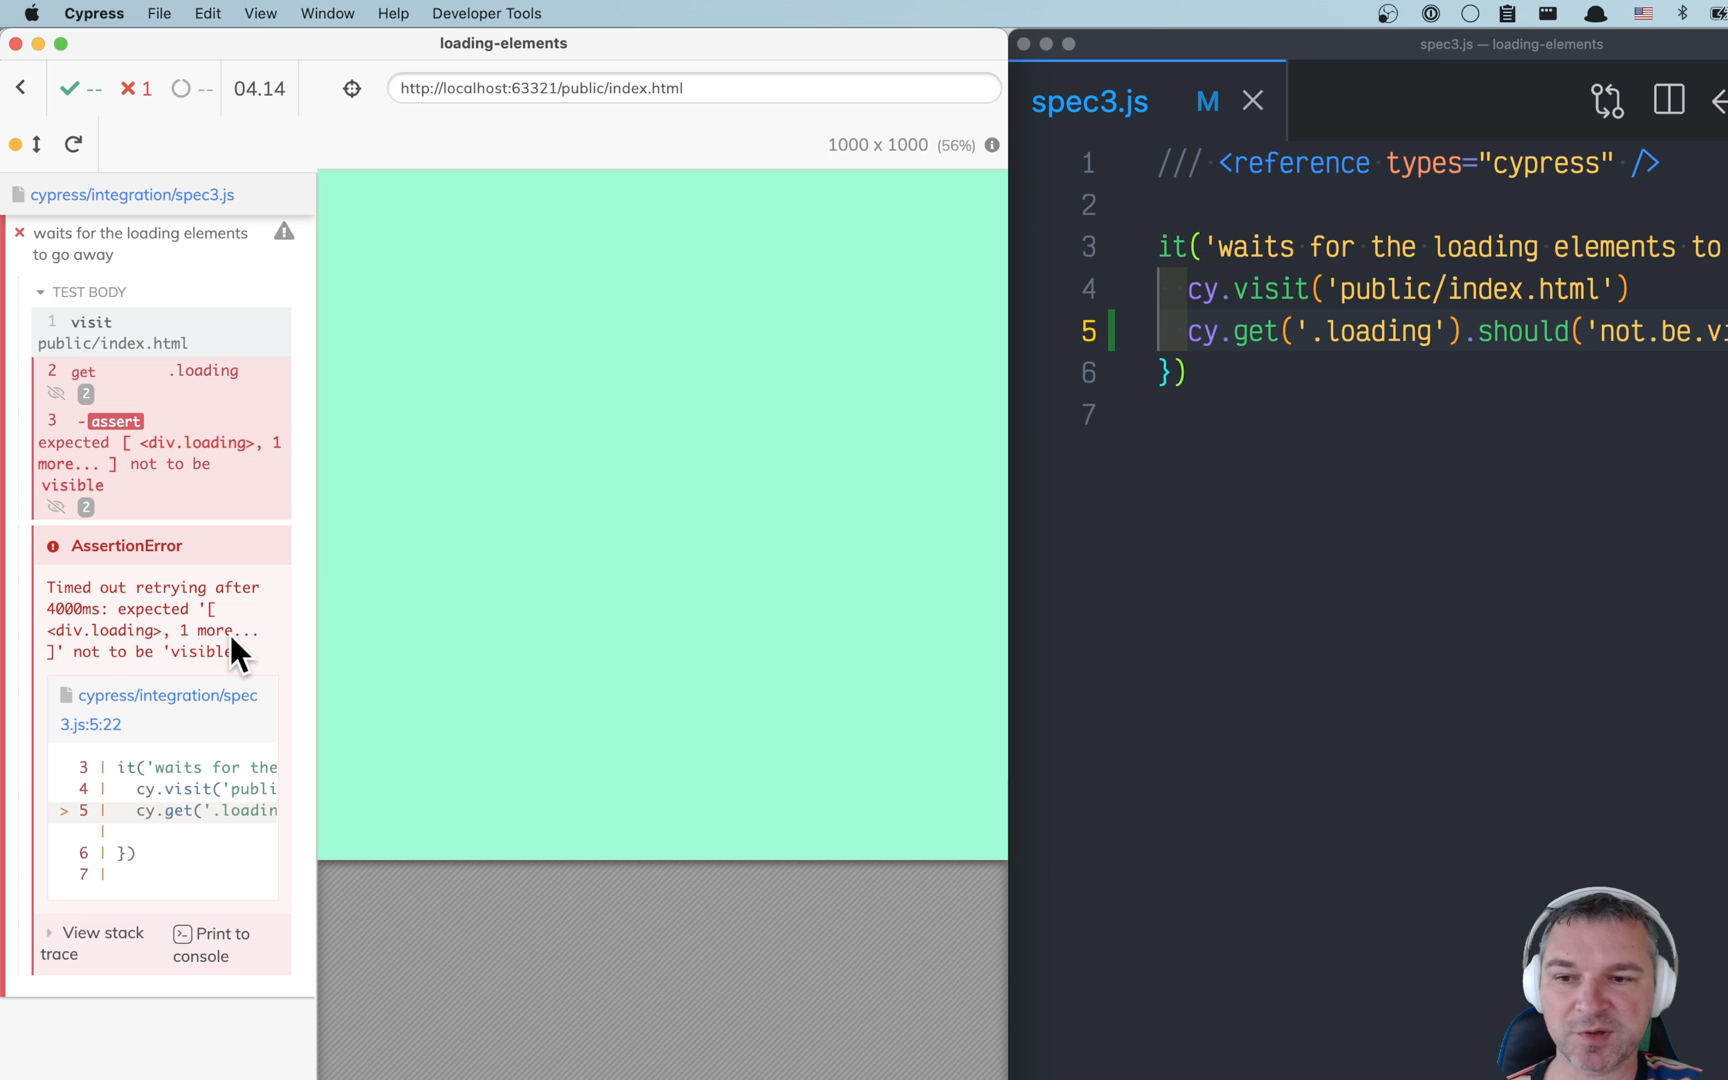 Cypress File Edit View Window Help Developer Tools
loading-elements
-- 1 -- 04.14 http://localhost:63321/public/index.html
1000 x 1000 (56%)
cypress/integration/spec3.js
waits for the loading elements
to go away
TEST BODY
1 visit
public/index.html
2 get .loading
2
3 -assert
expected [ <div.loading>, 1
more... ] not to be
visible
2
AssertionError
Timed out retrying after
4000ms: expected '[
<div.loading>, 1 more...
]' not to be 'visible
cypress/integration/spec
3.js:5:22
3 | it('waits for the
4 | cy.visit('publi
> 5 | cy.get('.loadin
|
6 | })
7 |
View stack
trace
Print to
console
spec3.js — loading-elements
spec3.js M
1 /// <reference types="cypress" />
2
3 it('waits for the loading elements to
4 cy.visit('public/index.html')
5 cy.get('.loading').should('not.be.vi
6 })
7